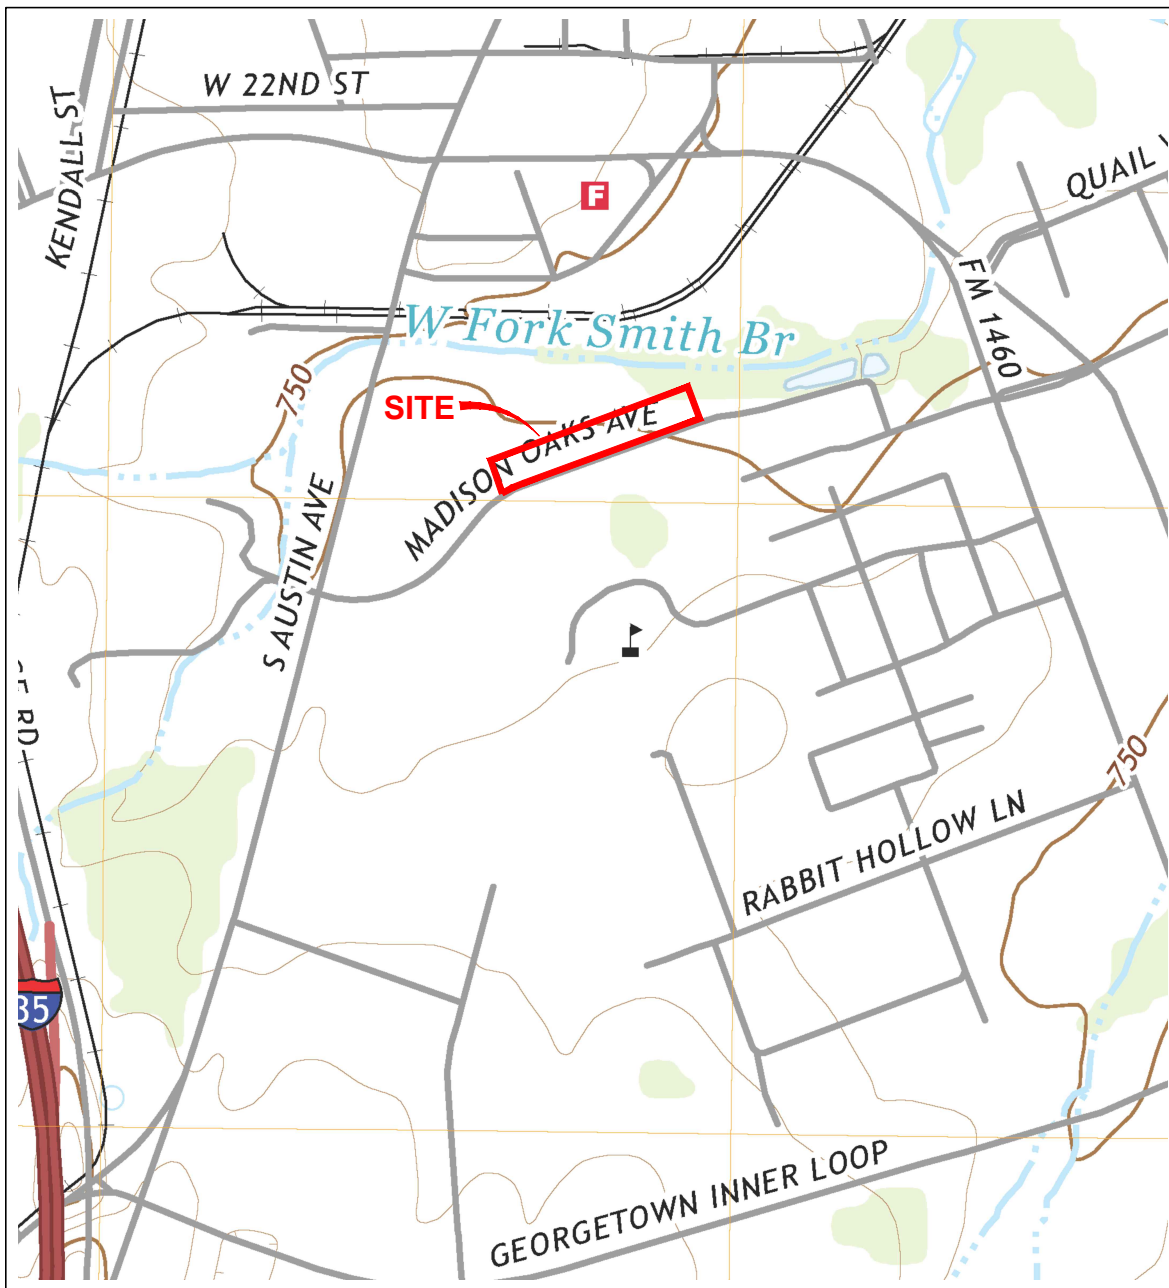 W 22ND ST
KENDALL ST
F
QUAIL
FM 1460
W Fork Smith Br
750
SITE
MADISON OAKS AVE
S AUSTIN AVE
RD
750
RABBIT HOLLOW LN
35
GEORGETOWN INNER LOOP